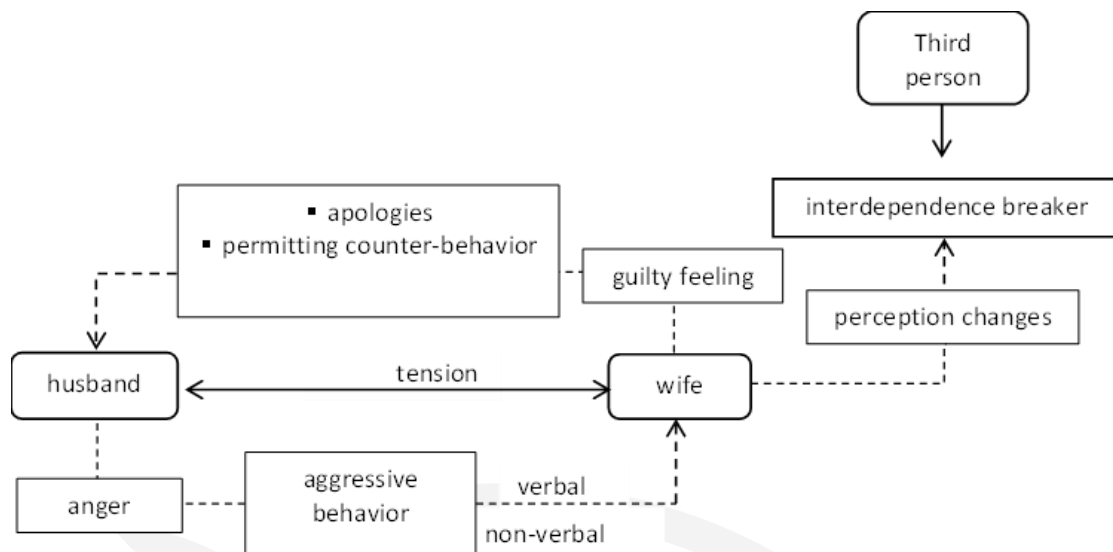 Third
person
interdependence breaker
▪ apologies
▪ permitting counter-behavior
guilty feeling
perception changes
husband
tension
wife
anger
aggressive
behavior
verbal
non-verbal